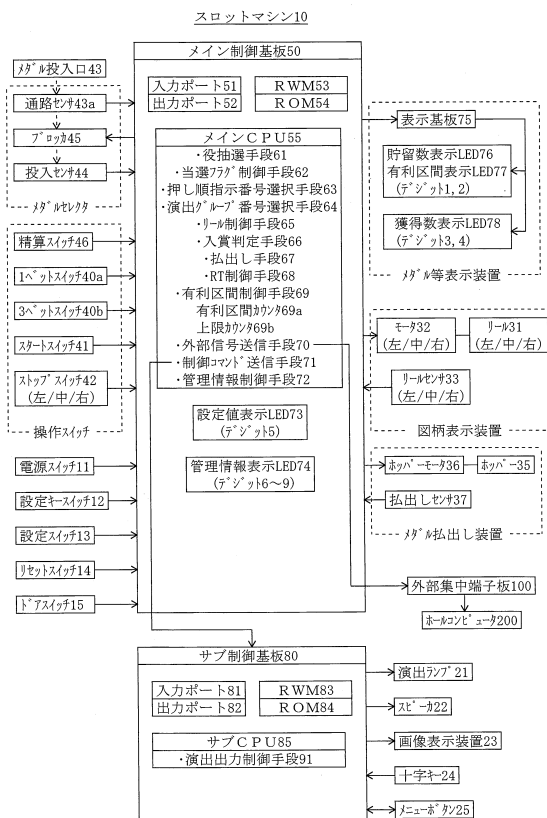 スロットマシン10
メイン制御基板50
メダル投入口43
通路センサ43a
ブロッカ45
投入センサ44
メダルセレクタ
精算スイッチ46
1ベットスイッチ40a
3ベットスイッチ40b
スタートスイッチ41
ストップスイッチ42
(左/中/右)
操作スイッチ
電源スイッチ11
設定キースイッチ12
設定スイッチ13
リセットスイッチ14
ドアスイッチ15
入力ポート51
RWM53
出力ポート52
ROM54
メインCPU55
・役抽選手段61
・当選フラグ制御手段62
・押し順指示番号選択手段63
・演出グループ番号選択手段64
・リール制御手段65
・入賞判定手段66
・払出し手段67
・RT制御手段68
・有利区間制御手段69
有利区間カウンタ69a
上限カウンタ69b
・外部信号送信手段70
・制御コマンド送信手段71
・管理情報制御手段72
設定値表示LED73
(デジット5)
管理情報表示LED74
(デジット6～9)
表示基板75
貯留数表示LED76
有利区間表示LED77
(デジット1, 2)
獲得数表示LED78
(デジット3, 4)
メダル等表示装置
モータ32
(左/中/右)
リール31
(左/中/右)
リールセンサ33
(左/中/右)
図柄表示装置
ホッパーモータ36
ホッパー35
払出しセンサ37
メダル払出し装置
外部集中端子板100
ホールコンピュータ200
サブ制御基板80
入力ポート81
RWM83
出力ポート82
ROM84
サブCPU85
・演出出力制御手段91
演出ランプ21
スピーカ22
画像表示装置23
十字キー24
メニューボタン25